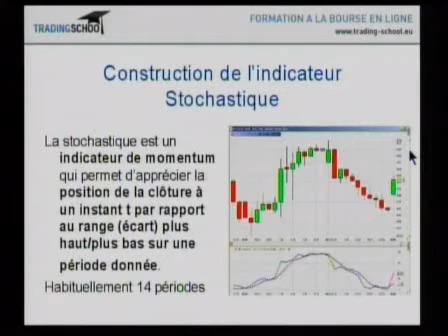 TRADINGSCHOOL
FORMATION A LA BOURSE EN LIGNE
www.trading-school.eu
Construction de l'indicateur
Stochastique
La stochastique est un
indicateur de momentum
qui permet d'apprécier la
position de la clôture à
un instant t par rapport
au range (écart) plus
haut/plus bas sur une
période donnée.
Habituellement 14 périodes